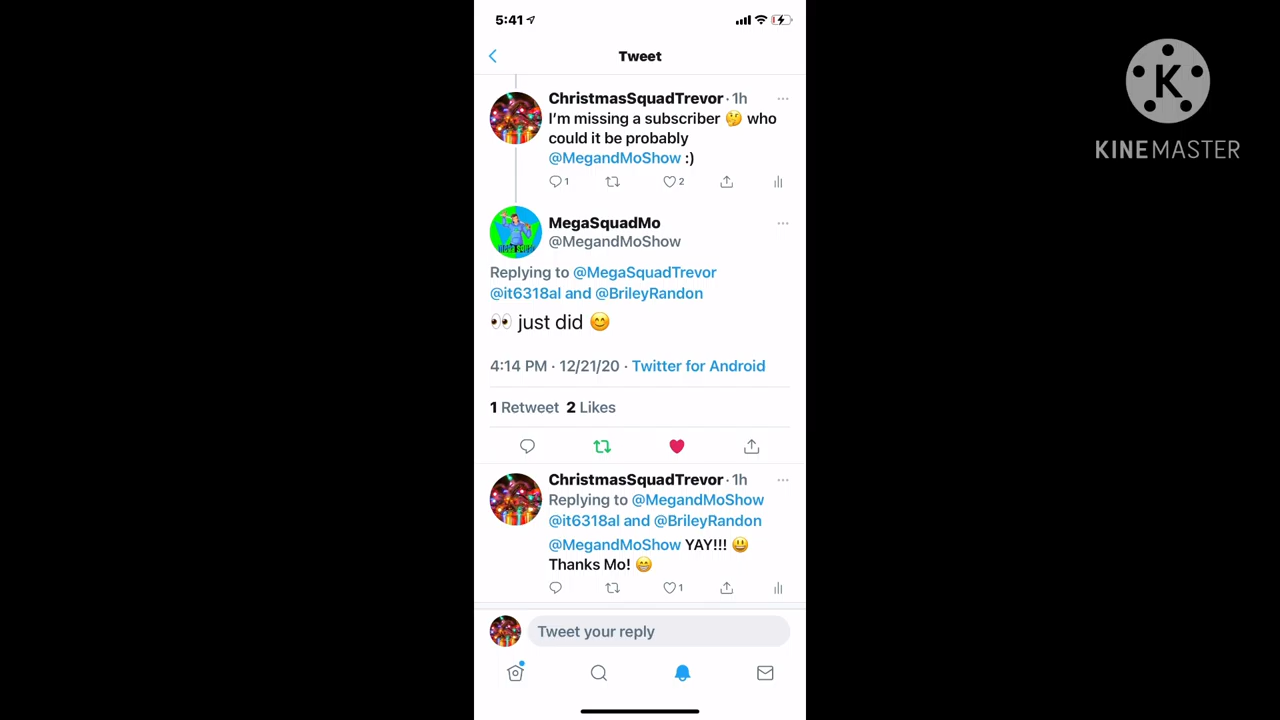 5:41
Tweet
KINEMASTER
ChristmasSquadTrevor · 1h
I'm missing a subscriber 🤔 who
could it be probably
@MegandMoShow :)
1 2
MegaSquadMo
@MegandMoShow
Replying to @MegaSquadTrevor
@it6318al and @BrileyRandon
👀 just did 😊
4:14 PM · 12/21/20 · Twitter for Android
1 Retweet 2 Likes
ChristmasSquadTrevor · 1h
Replying to @MegandMoShow
@it6318al and @BrileyRandon
@MegandMoShow YAY!!! 😃
Thanks Mo! 😁
1
Tweet your reply